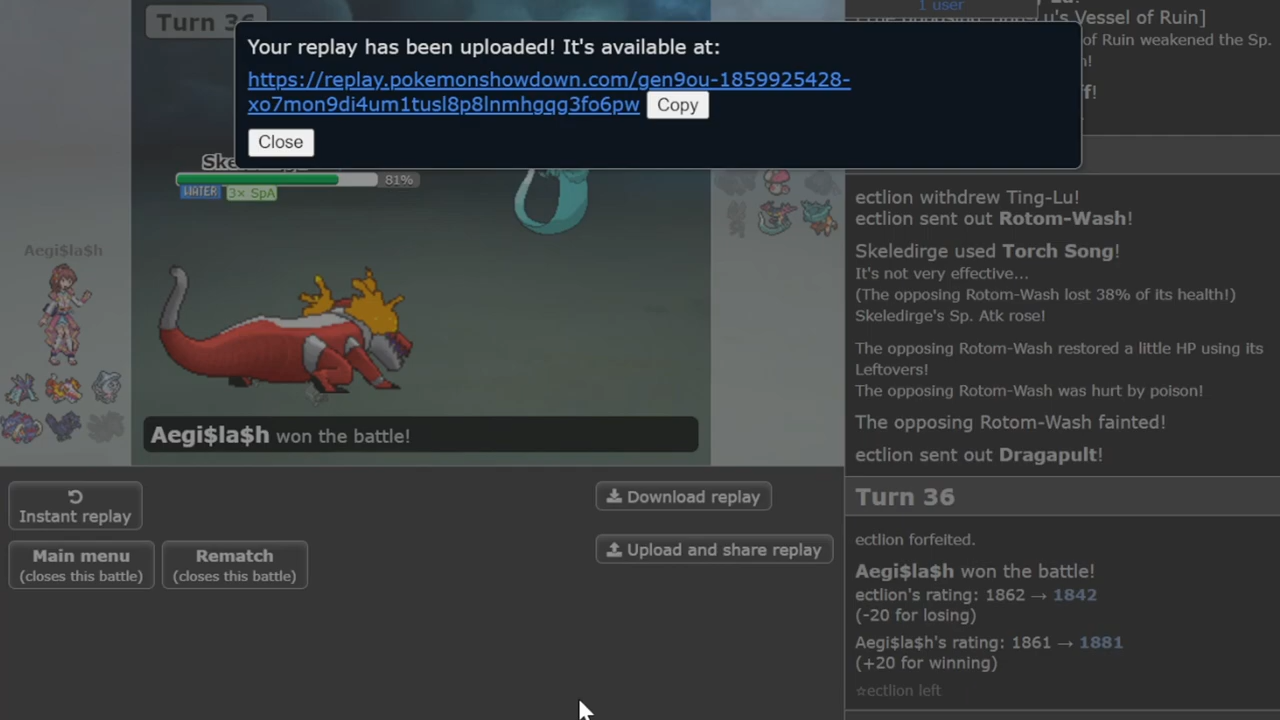 Turn 36
Your replay has been uploaded! It's available at:
https://replay.pokemonshowdown.com/gen9ou-1859925428-
xo7mon9di4um1tusl8p8lnmhgqg3fo6pw Copy
Close
81%
WATER 3× SpA
Aegi$la$h
Aegi$la$h won the battle!
Instant replay
Main menu
(closes this battle)
Rematch
(closes this battle)
Download replay
Upload and share replay
1 user
Vessel of Ruin]
of Ruin weakened the Sp.
ectlion withdrew Ting-Lu!
ectlion sent out Rotom-Wash!
Skeledirge used Torch Song!
It's not very effective...
(The opposing Rotom-Wash lost 38% of its health!)
Skeledirge's Sp. Atk rose!
The opposing Rotom-Wash restored a little HP using its
Leftovers!
The opposing Rotom-Wash was hurt by poison!
The opposing Rotom-Wash fainted!
ectlion sent out Dragapult!
Turn 36
ectlion forfeited.
Aegi$la$h won the battle!
ectlion's rating: 1862 → 1842
(-20 for losing)
Aegi$la$h's rating: 1861 → 1881
(+20 for winning)
☆ectlion left